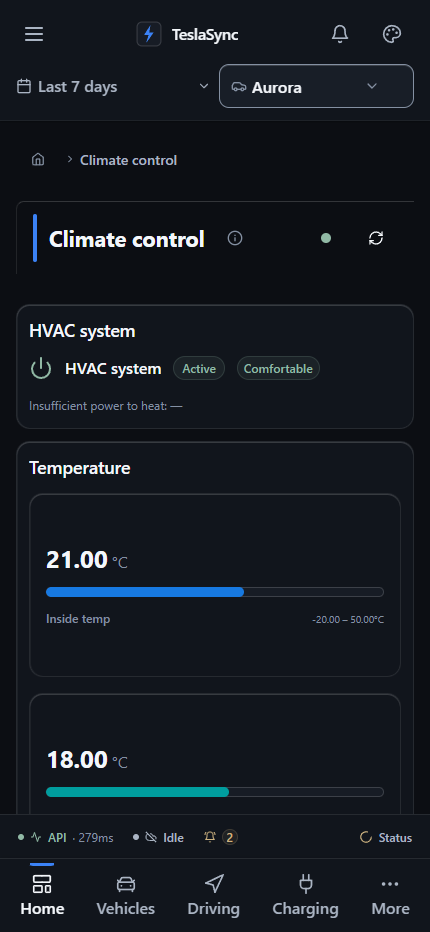 TeslaSync
Last 7 days
Aurora
Climate control
Climate control
HVAC system
HVAC system Active Comfortable
Insufficient power to heat: —
Temperature
21.00 °C
Inside temp -20.00 – 50.00°C
18.00 °C
API · 279ms Idle 2 Status
Home Vehicles Driving Charging More